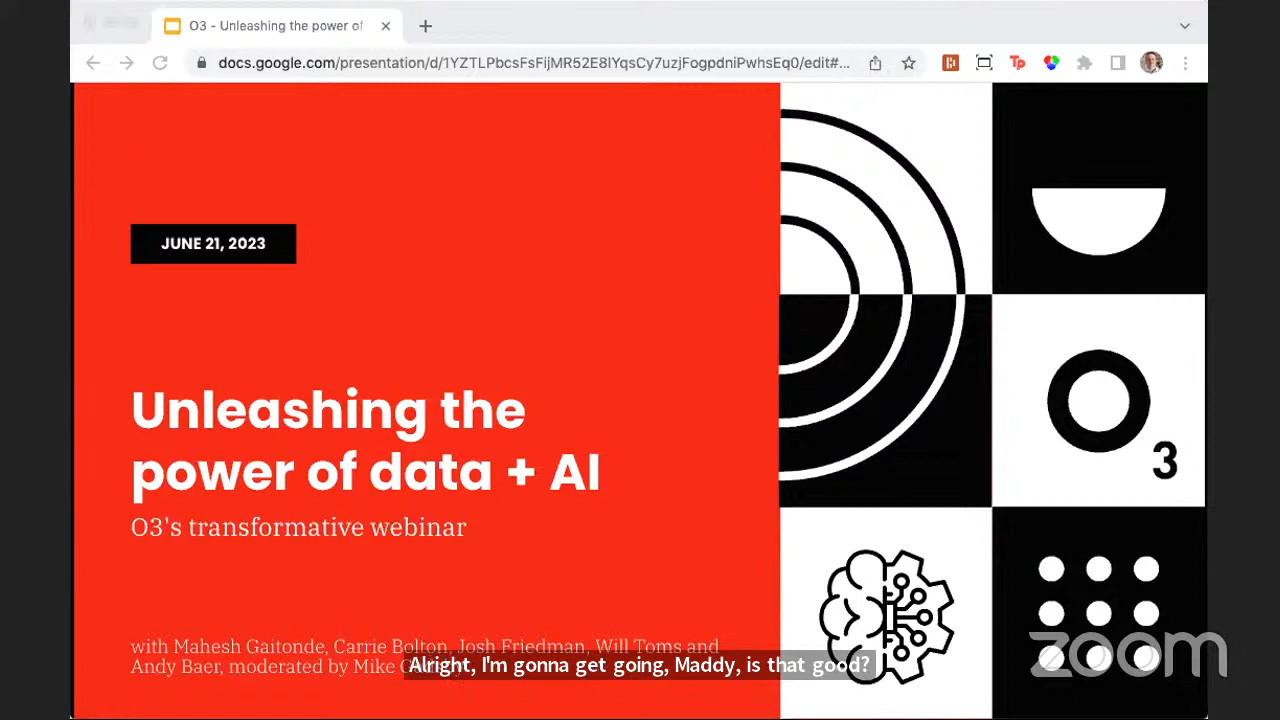 O3 - Unleashing the power of
docs.google.com/presentation/d/1YZTLPbcsFsFijMR52E8lYqsCy7uzjFogpdniPwhsEq0/edit#...
Tp
JUNE 21, 2023
Unleashing the
power of data + AI
O3's transformative webinar
3
with Mahesh Gaitonde, Carrie Bolton, Josh Friedman, Will Toms and
Andy Baer, moderated by Mike
Alright, I'm gonna get going, Maddy, is that good?
zoom